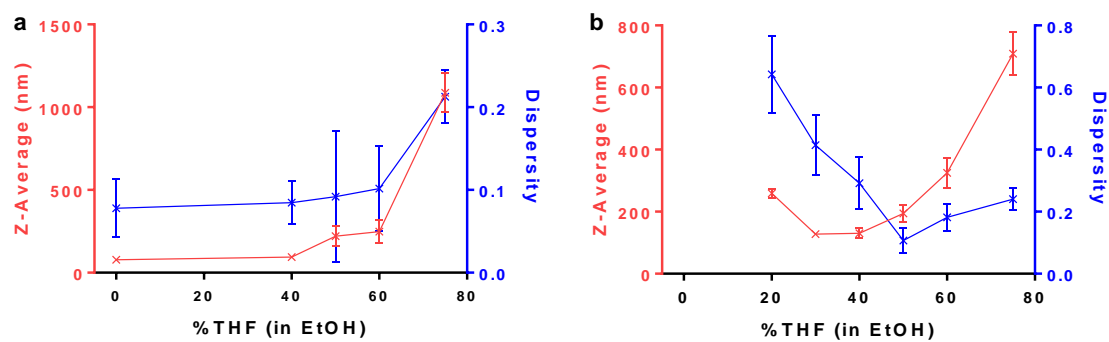 a
Z-Average (nm)
1500
1000
500
0
0.3
0.2
0.1
0.0
Dispersity
0 20 40 60 80
%THF (in EtOH)
b
Z-Average (nm)
800
600
400
200
0
0.8
0.6
0.4
0.2
0.0
Dispersity
0 20 40 60 80
%THF (in EtOH)